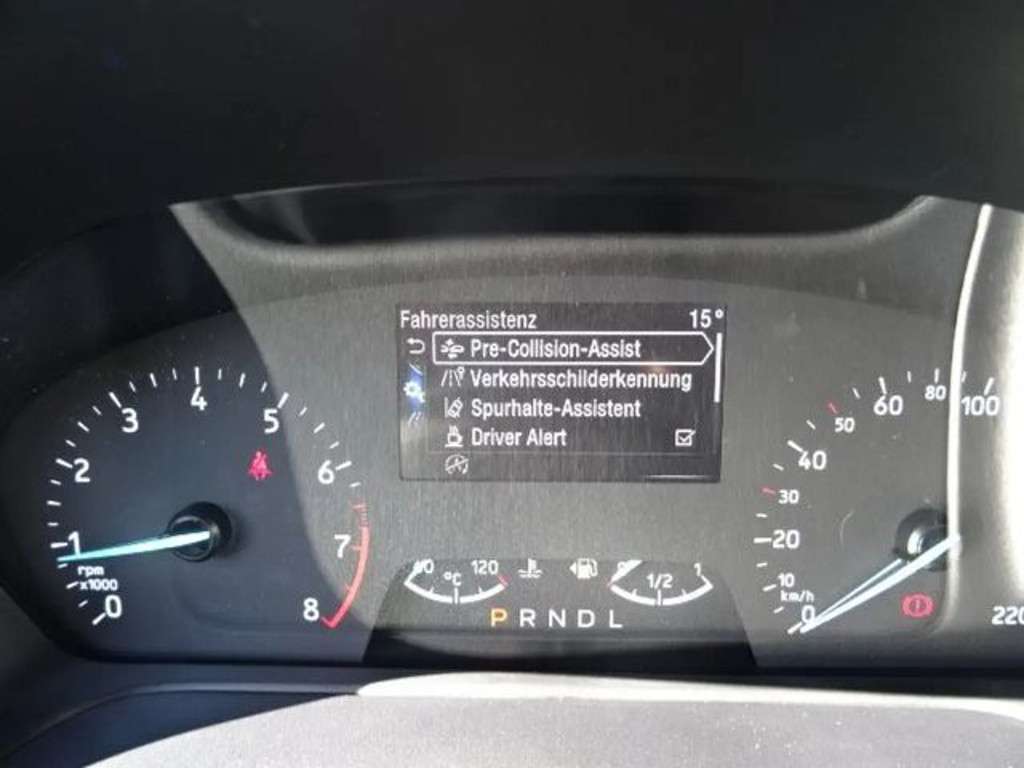 Fahrerassistenz 15°
Pre-Collision-Assist
Verkehrsschilderkennung
Spurhalte-Assistent
Driver Alert
0 1 2 3 4 5 6 7 8
rpm
x1000
120
°C
1/2 1
P R N D L
0 10 20 30 40 50 60 80 100 220
km/h